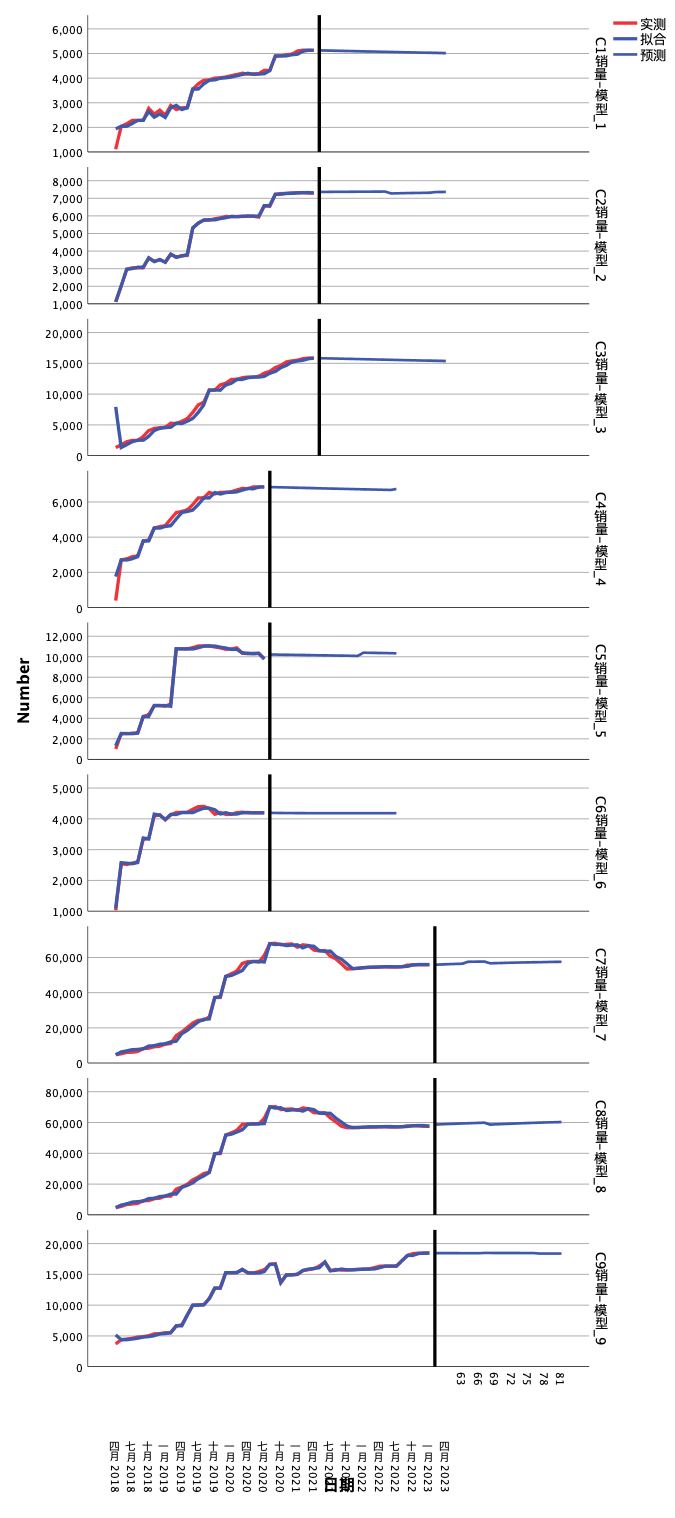 实测
拟合
预测
6,000
5,000
4,000
3,000
2,000
1,000
C1销量-模型_1
8,000
7,000
6,000
5,000
4,000
3,000
2,000
1,000
C2销量-模型_2
20,000
15,000
10,000
5,000
0
C3销量-模型_3
6,000
4,000
2,000
0
C4销量-模型_4
Number
12,000
10,000
8,000
6,000
4,000
2,000
0
C5销量-模型_5
5,000
4,000
3,000
2,000
1,000
C6销量-模型_6
60,000
40,000
20,000
0
C7销量-模型_7
80,000
60,000
40,000
20,000
0
C8销量-模型_8
20,000
15,000
10,000
5,000
0
C9销量-模型_9
63
66
69
72
75
78
81
四月 2018
七月 2018
十月 2018
一月 2019
四月 2019
七月 2019
十月 2019
一月 2020
四月 2020
七月 2020
十月 2020
一月 2021
四月 2021
七月 2021
十月 2021
一月 2022
四月 2022
七月 2022
十月 2022
一月 2023
四月 2023
日期